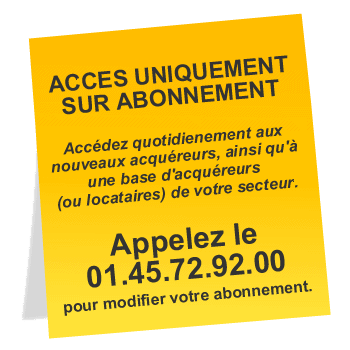 ACCES UNIQUEMENT
SUR ABONNEMENT
Accédez quotidienement aux
nouveaux acquéreurs, ainsi qu'à
une base d'acquéreurs
(ou locataires) de votre secteur.
Appelez le
01.45.72.92.00
pour modifier votre abonnement.